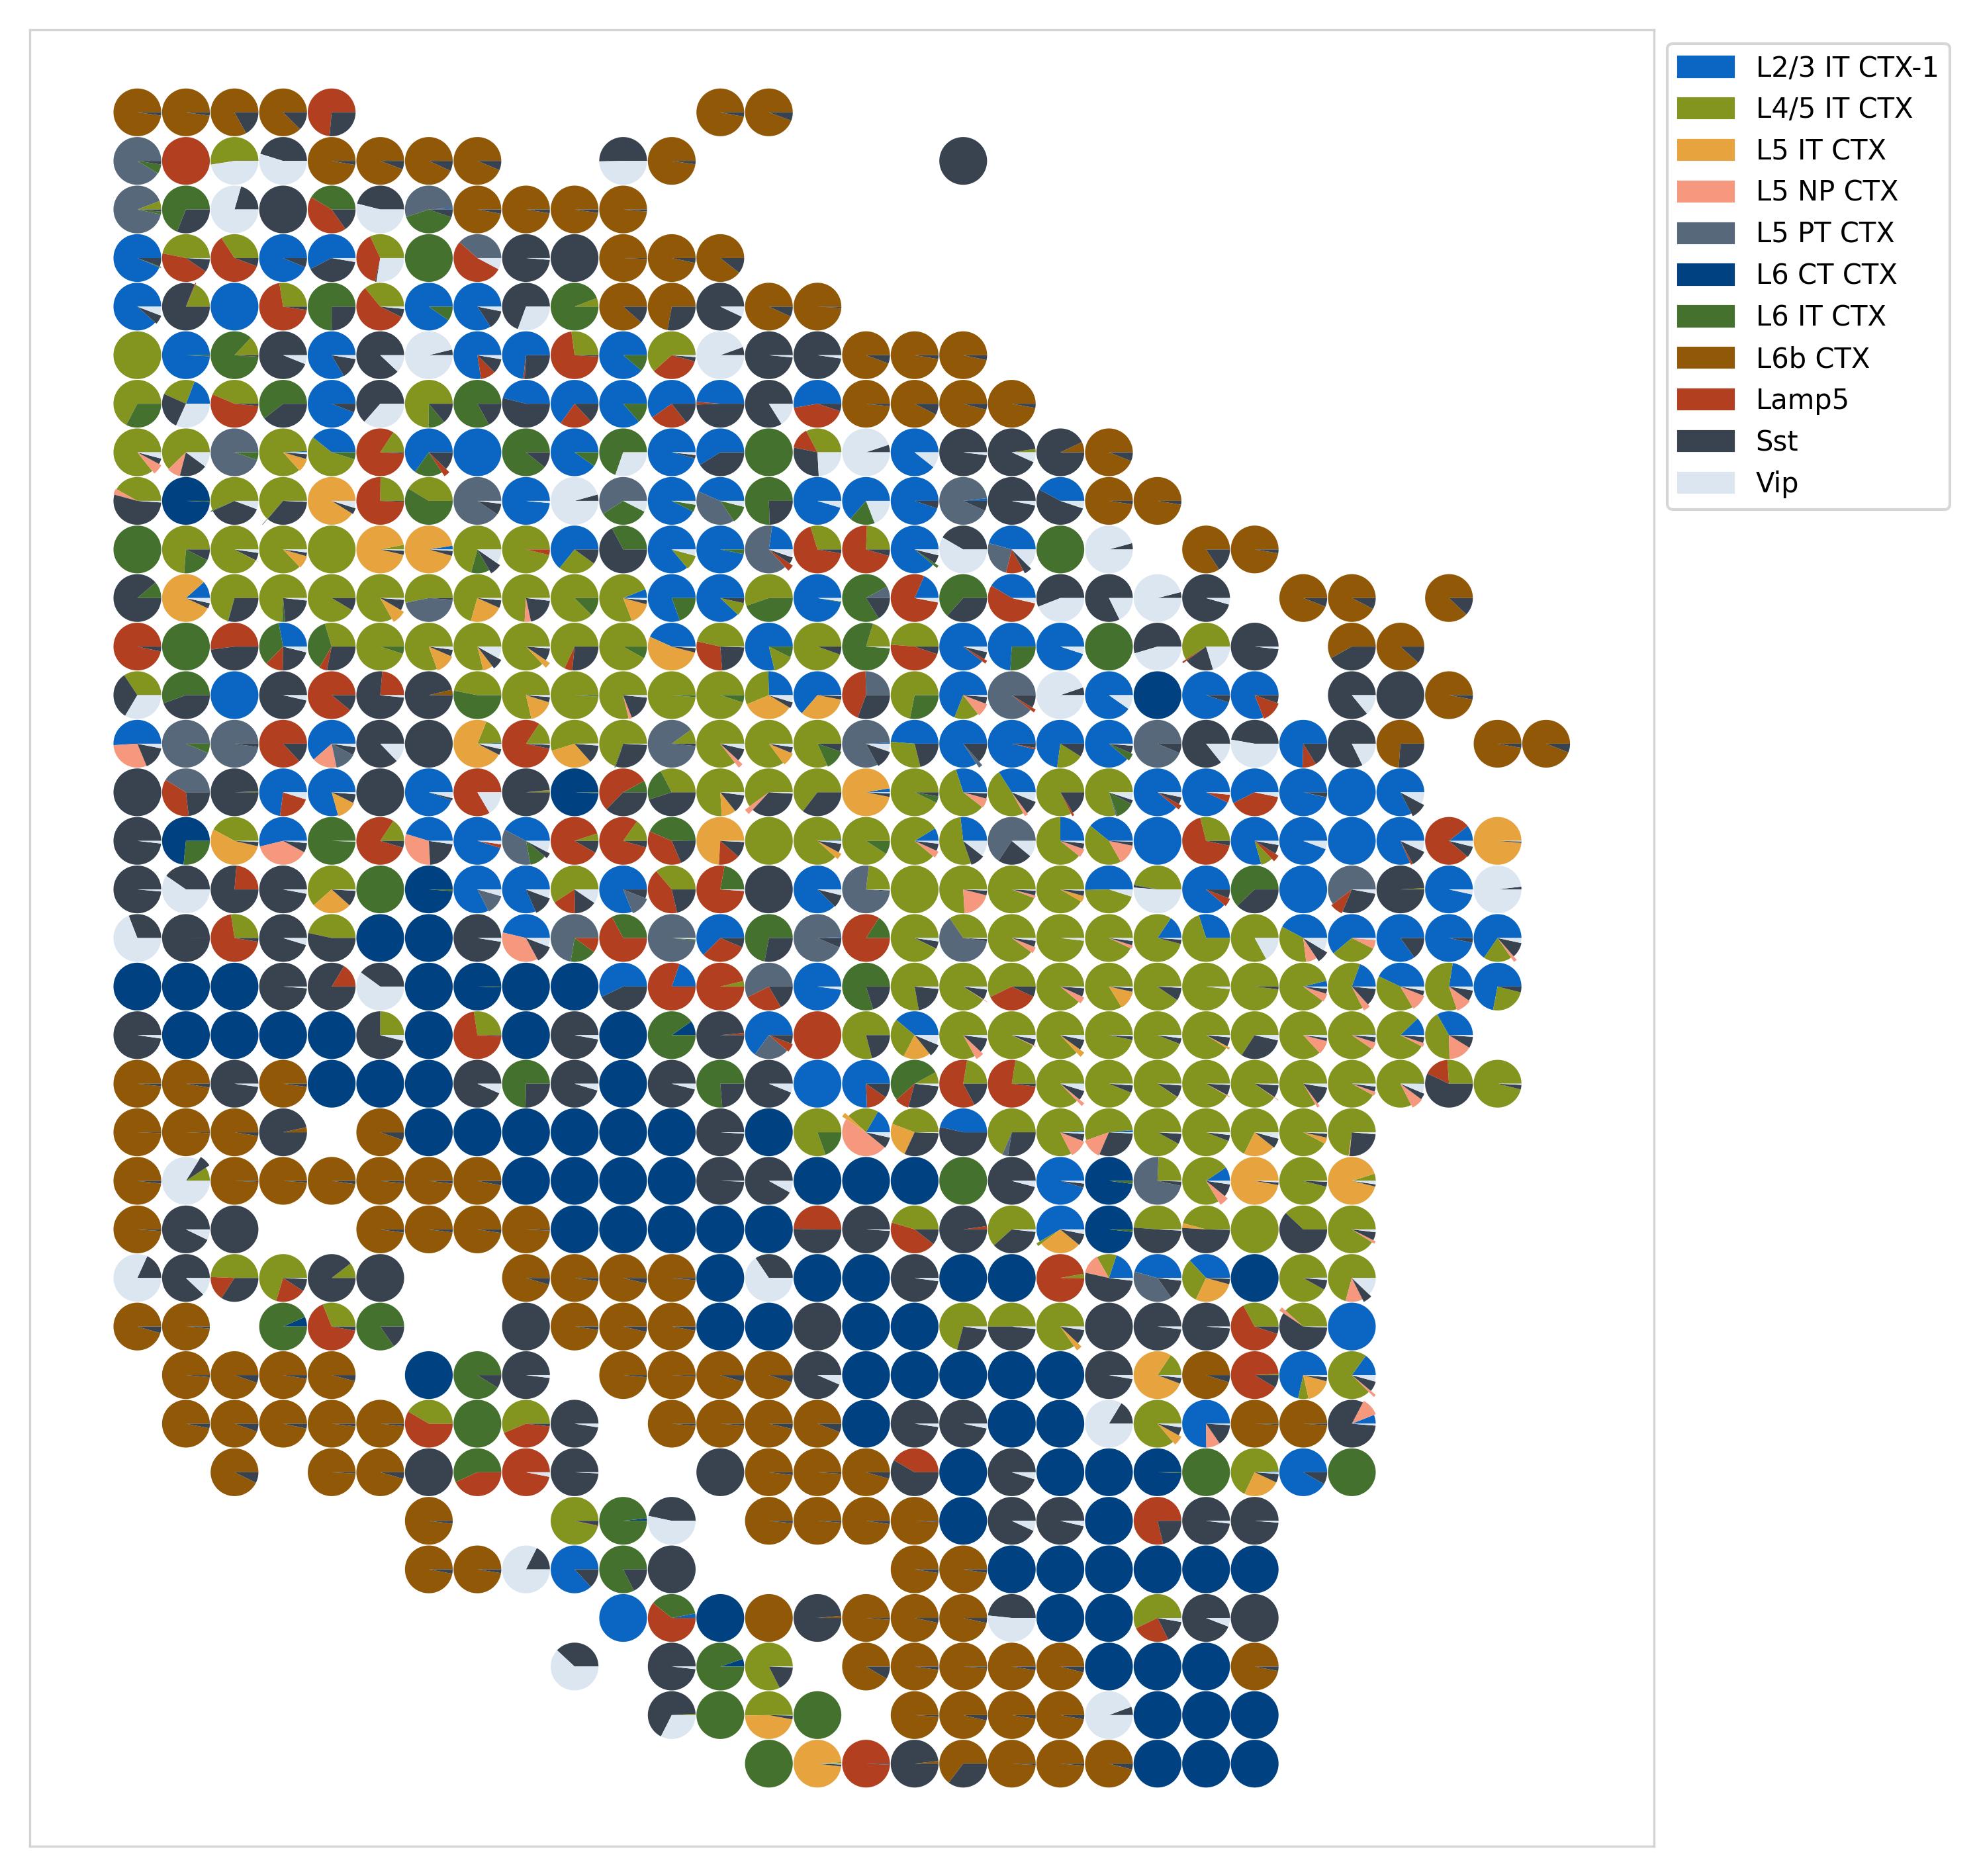 L2/3 IT CTX-1
L4/5 IT CTX
L5 IT CTX
L5 NP CTX
L5 PT CTX
L6 CT CTX
L6 IT CTX
L6b CTX
Lamp5
Sst
Vip